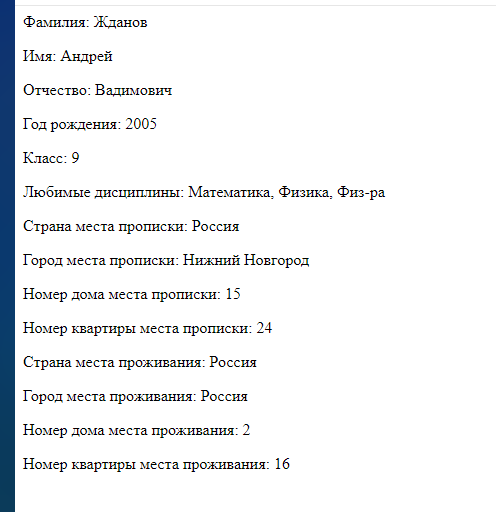 Фамилия: Жданов
Имя: Андрей
Отчество: Вадимович
Год рождения: 2005
Класс: 9
Любимые дисциплины: Математика, Физика, Физ-ра
Страна места прописки: Россия
Город места прописки: Нижний Новгород
Номер дома места прописки: 15
Номер квартиры места прописки: 24
Страна места проживания: Россия
Город места проживания: Россия
Номер дома места проживания: 2
Номер квартиры места проживания: 16